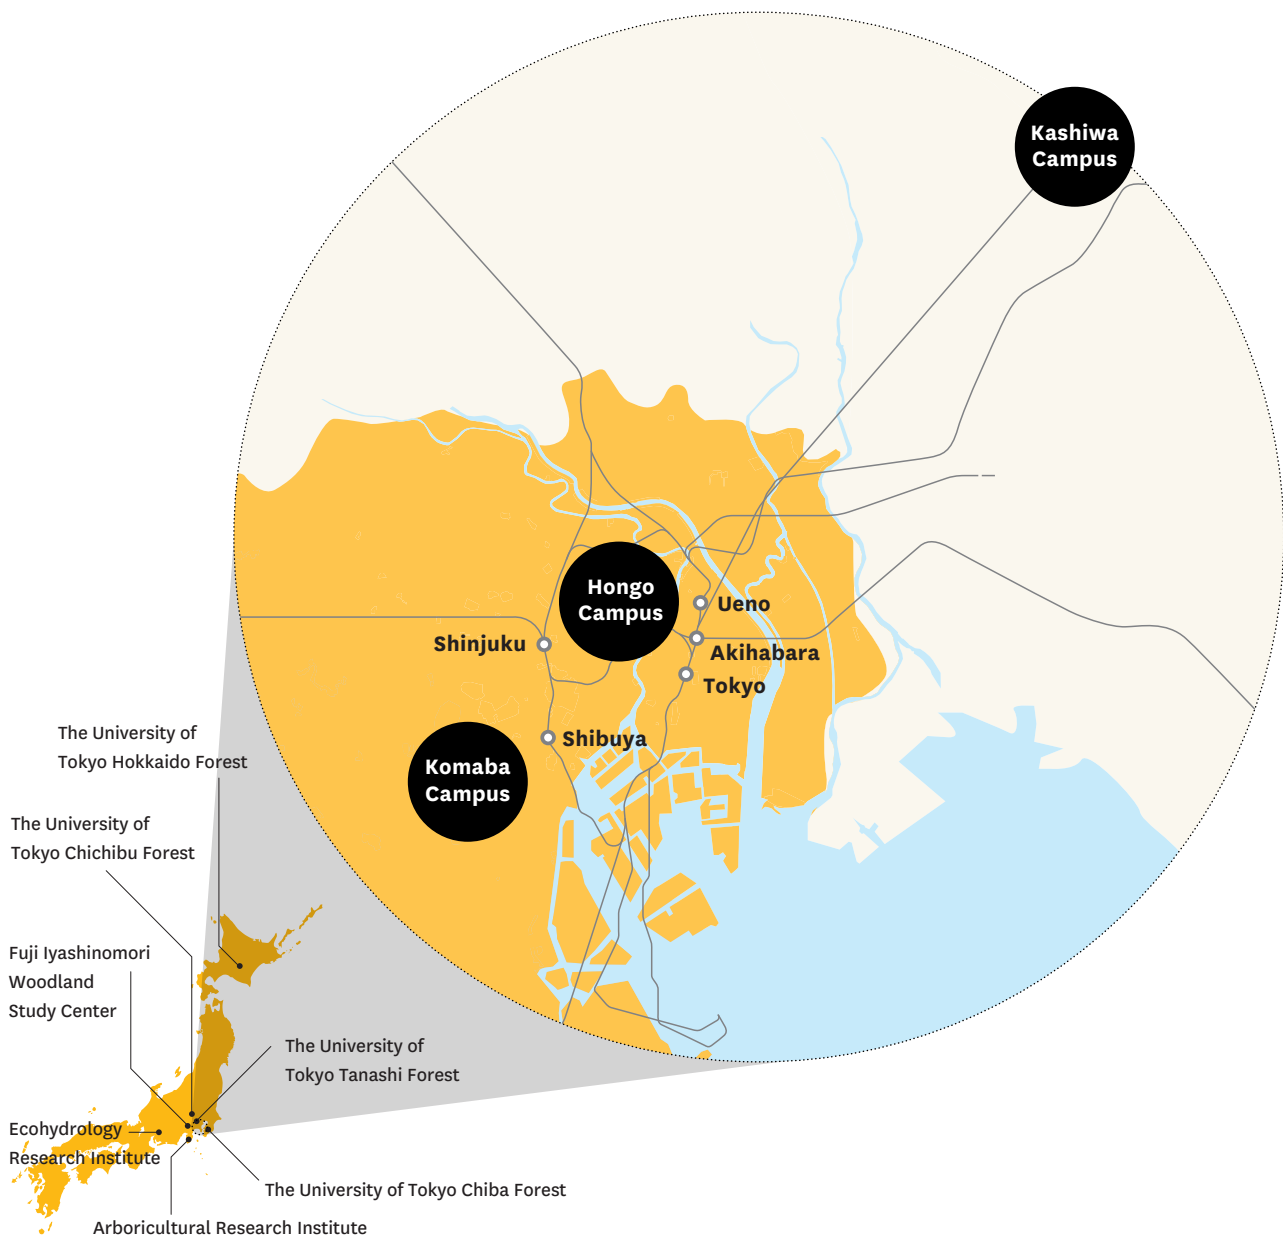 Kashiwa
Campus
Hongo
Campus
Ueno
Shinjuku
Akihabara
Tokyo
Shibuya
Komaba
Campus
The University of
Tokyo Hokkaido Forest
The University of
Tokyo Chichibu Forest
Fuji Iyashinomori
Woodland
Study Center
The University of
Tokyo Tanashi Forest
Ecohydrology
Research Institute
The University of Tokyo Chiba Forest
Arboricultural Research Institute